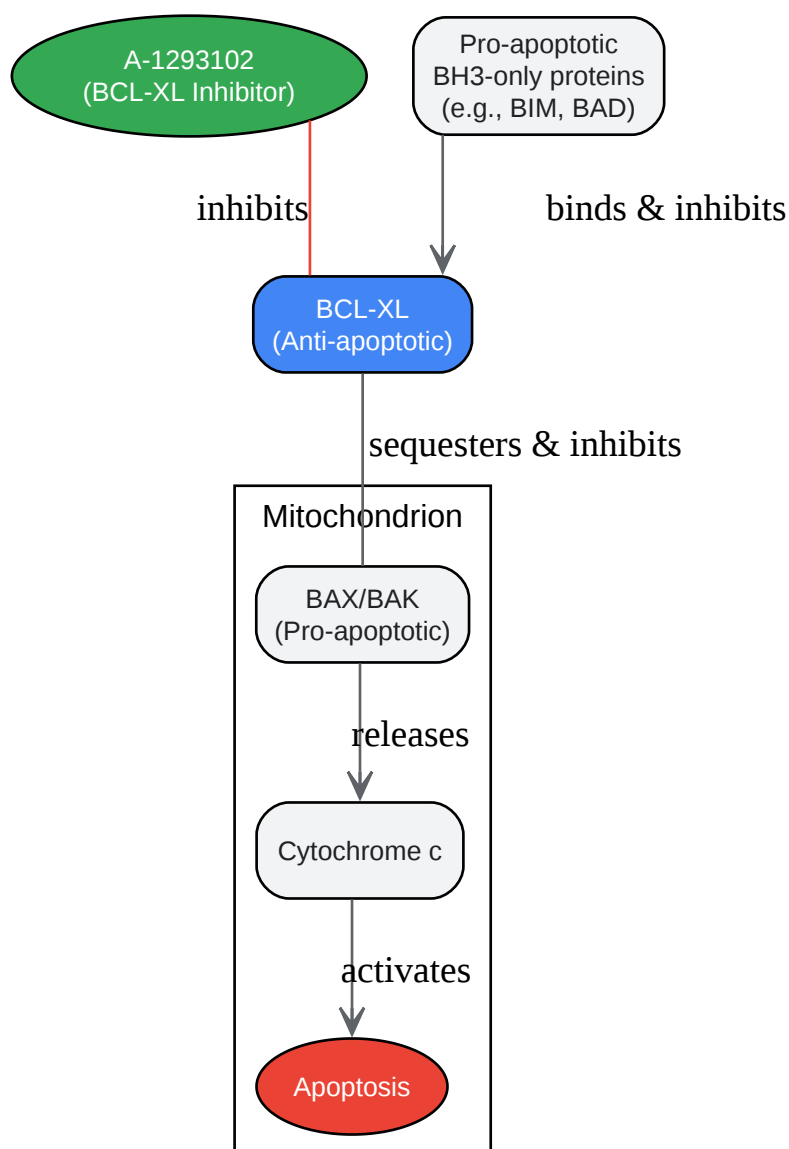 A-1293102
(BCL-XL Inhibitor)
Pro-apoptotic
BH3-only proteins
(e.g., BIM, BAD)
inhibits
binds & inhibits
BCL-XL
(Anti-apoptotic)
sequesters & inhibits
Mitochondrion
BAX/BAK
(Pro-apoptotic)
releases
Cytochrome c
activates
Apoptosis